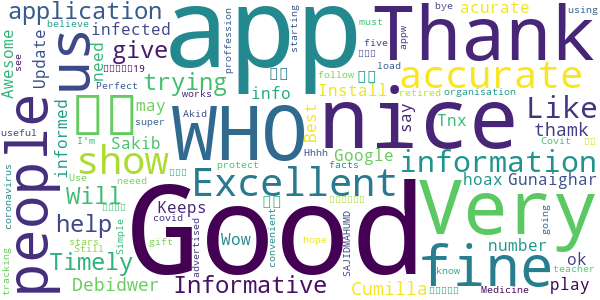 application
infected
app
Thank
us
give
need
Awesome
Update
people
believe
see
19
proffession
starting
bye
acurate
must
using
five
appw
load
accurate
trying
info
Install
follow
retired
organisation
Perfect
works
super
Akid
WHO
nice
Like
thamk
say
Tnx
Best
useful
informed
may
Sakib
Google
I'm
Hhhh
facts
Covit
show
Excellent
information
protect
hoax
Gunaighar
Use
neeed
Will
Good
Very
coronavirus
help
Keeps
covid
Wow
convenient
SAJIDMAHUMD
number
going
ok
teacher
stars
Still
Simple
gift
advertised
hope
know
fine
play
Timely
tracking
Debidwer
Informative
Cumilla
Medicine